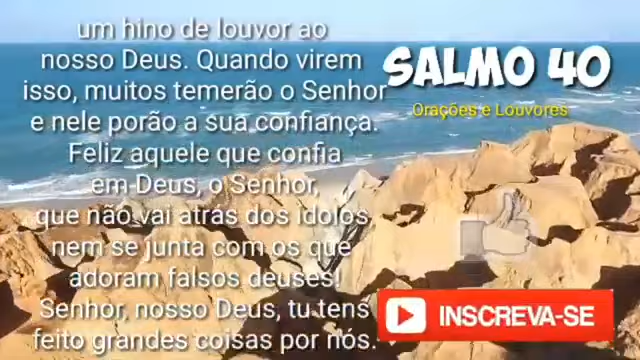 um hino de louvor ao
nosso Deus. Quando virem
isso, muitos temerão o Senhor
e nele porão a sua confiança.
Feliz aquele que confia
em Deus, o Senhor,
que não vai atrás dos ídolos,
nem se junta com os que
adoram falsos deuses!
Senhor, nosso Deus, tu tens
feito grandes coisas por nós.
SALMO 40
Orações e Louvores
INSCREVA-SE